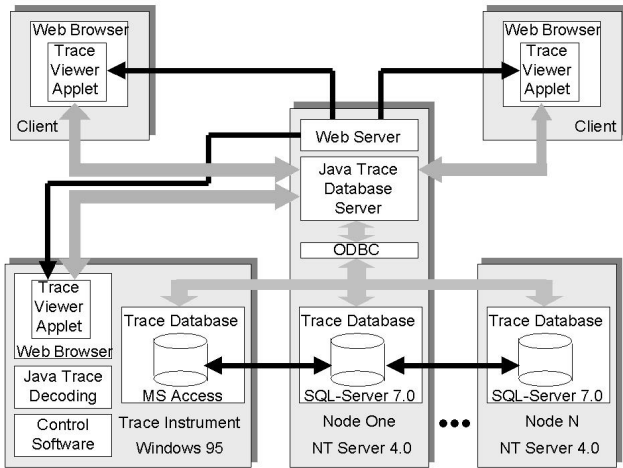 Web Browser
Trace
Viewer
Applet
Client
Web Browser
Trace
Viewer
Applet
Client
Web Server
Java Trace
Database
Server
ODBC
Trace
Viewer
Applet
Web Browser
Java Trace
Decoding
Control
Software
Trace Database
MS Access
Trace Instrument
Windows 95
Trace Database
SQL-Server 7.0
Node One
NT Server 4.0
Trace Database
SQL-Server 7.0
Node N
NT Server 4.0